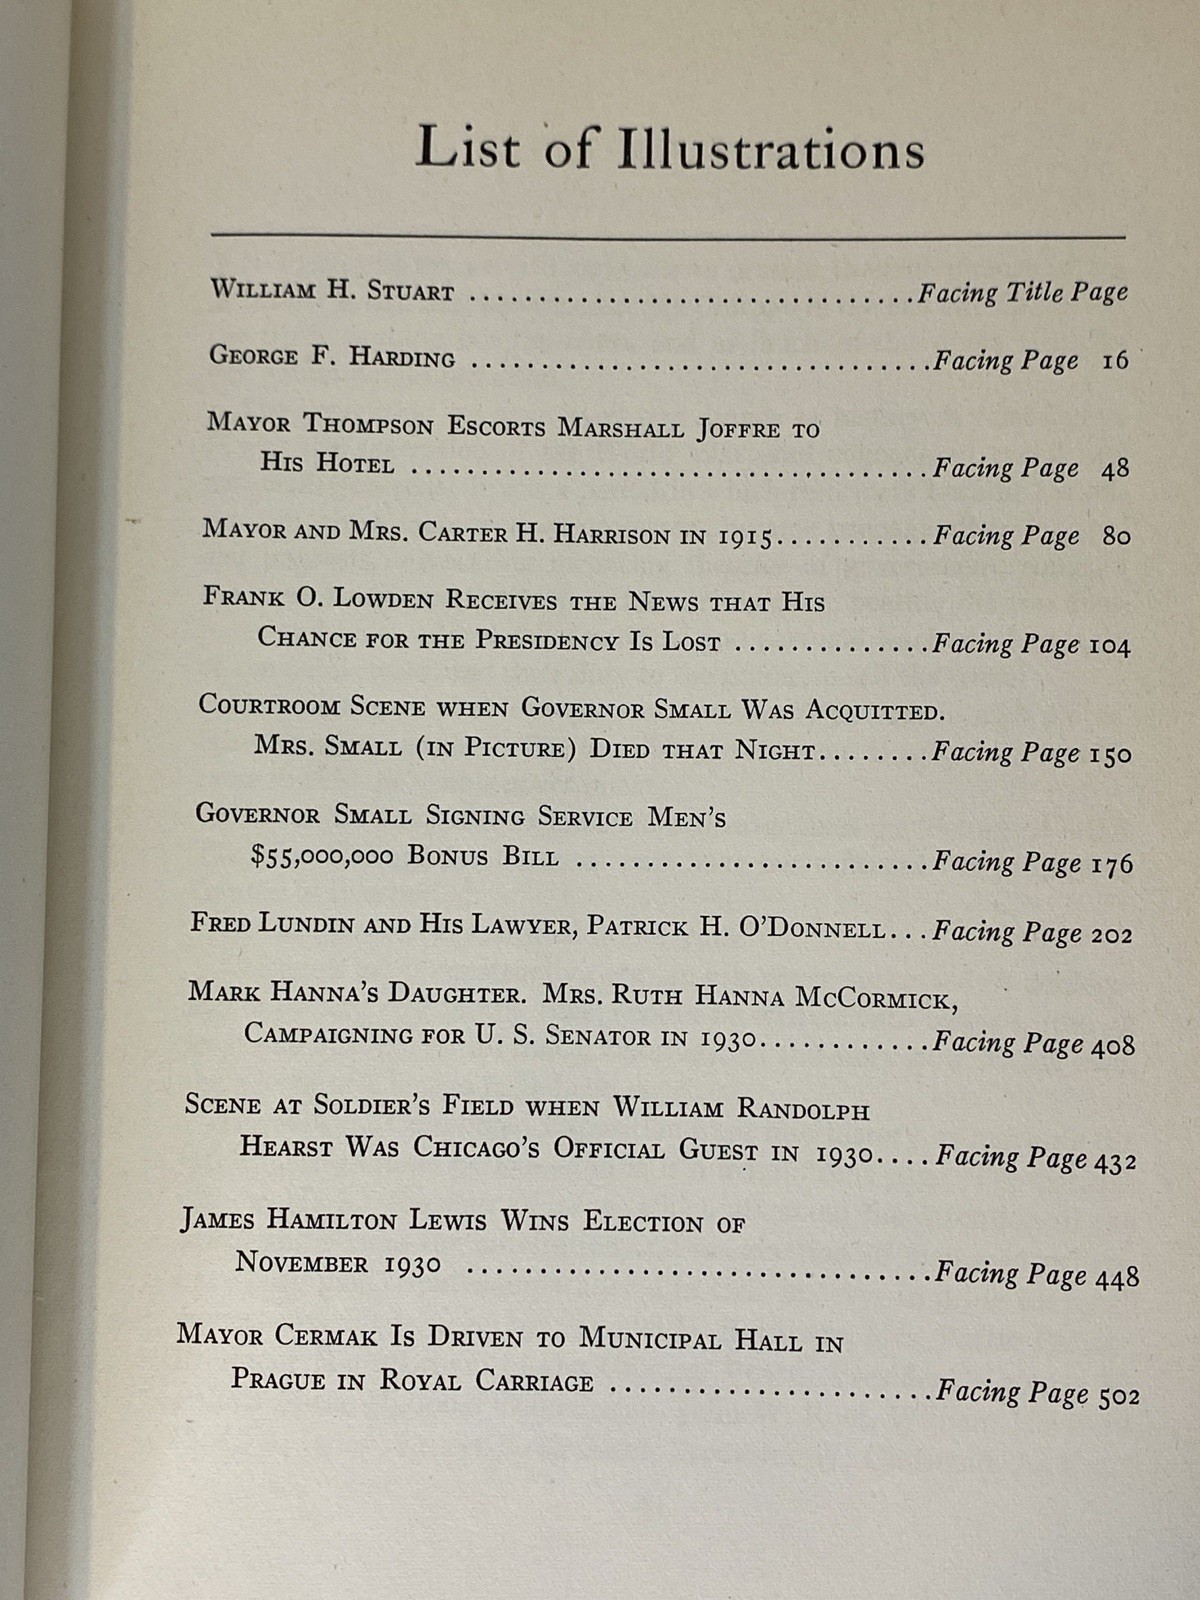 List of Illustrations
William H. Stuart ................................ Facing Title Page
George F. Harding ................................. Facing Page 16
Mayor Thompson Escorts Marshall Joffre to
His Hotel ..................................... Facing Page 48
Mayor and Mrs. Carter H. Harrison in 1915........... Facing Page 80
Frank O. Lowden Receives the News that His
Chance for the Presidency Is Lost .............. Facing Page 104
Courtroom Scene when Governor Small Was Acquitted.
Mrs. Small (in Picture) Died that Night........ Facing Page 150
Governor Small Signing Service Men's
$55,000,000 Bonus Bill .......................... Facing Page 176
Fred Lundin and His Lawyer, Patrick H. O'Donnell... Facing Page 202
Mark Hanna's Daughter. Mrs. Ruth Hanna McCormick,
Campaigning for U. S. Senator in 1930............ Facing Page 408
Scene at Soldier's Field when William Randolph
Hearst Was Chicago's Official Guest in 1930.... Facing Page 432
James Hamilton Lewis Wins Election of
November 1930 ................................. Facing Page 448
Mayor Cermak Is Driven to Municipal Hall in
Prague in Royal Carriage ....................... Facing Page 502